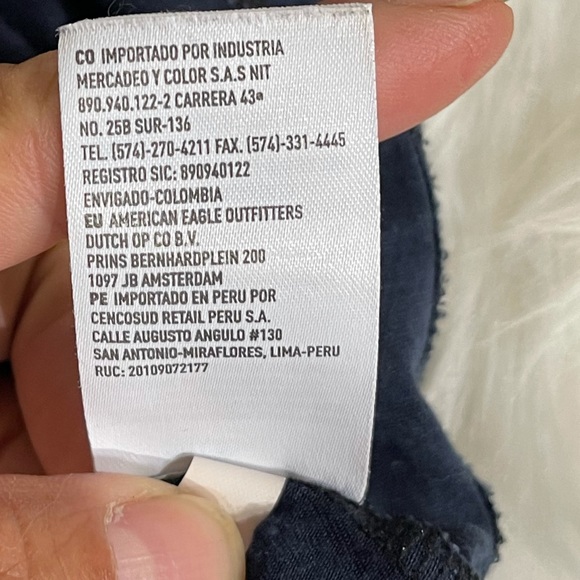 CO IMPORTADO POR INDUSTRIA
MERCADEO Y COLOR S.A.S NIT
890.940.122-2 CARRERA 43ª
NO. 25B SUR-136
TEL. (574)-270-4211 FAX. (574)-331-4445
REGISTRO SIC: 890940122
ENVIGADO-COLOMBIA
EU AMERICAN EAGLE OUTFITTERS
DUTCH OP CO B.V.
PRINS BERNHARDPLEIN 200
1097 JB AMSTERDAM
PE IMPORTADO EN PERU POR
CENCOSUD RETAIL PERU S.A.
CALLE AUGUSTO ANGULO #130
SAN ANTONIO-MIRAFLORES, LIMA-PERU
RUC: 20109072177